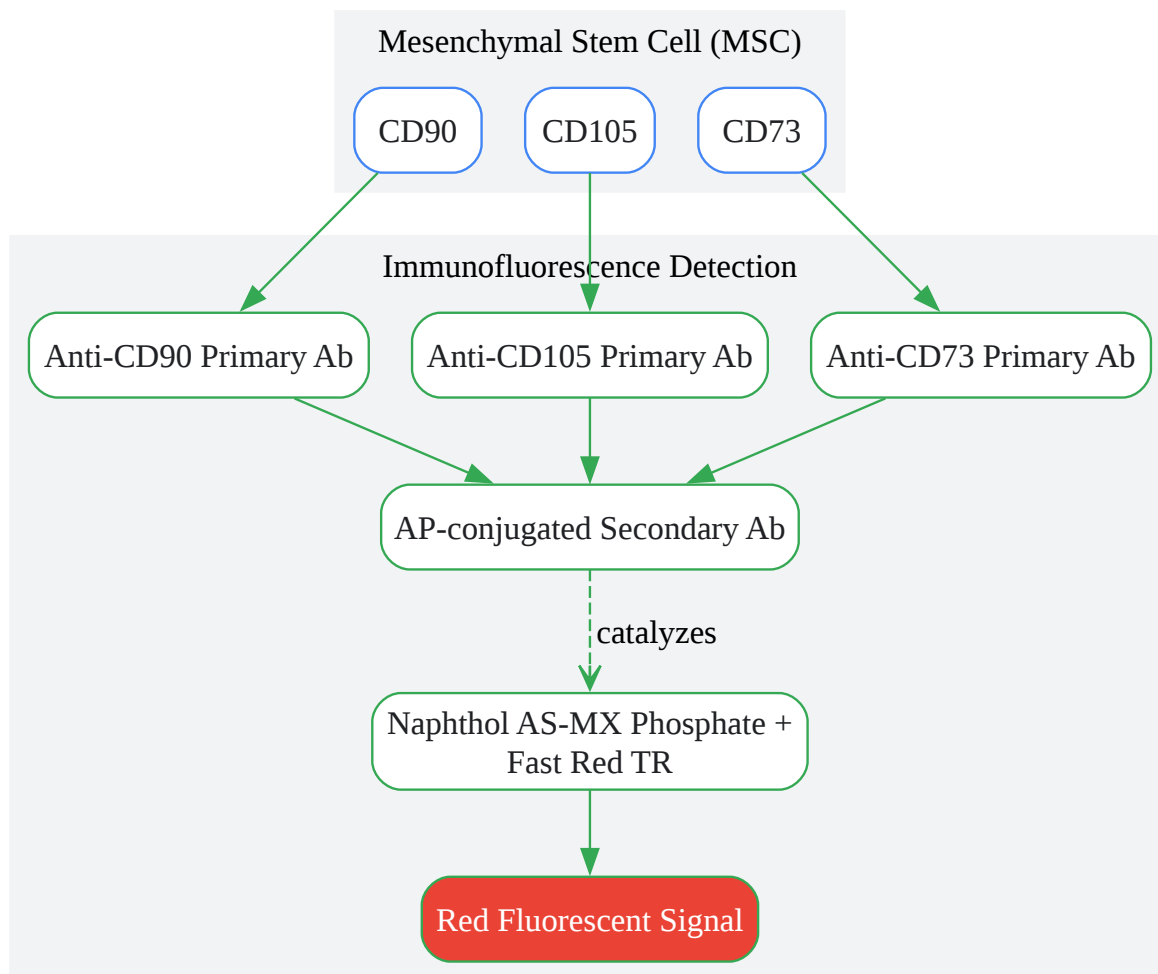 Mesenchymal Stem Cell (MSC)
CD90
CD105
CD73
Immunofluorescence Detection
Anti-CD90 Primary Ab
Anti-CD105 Primary Ab
Anti-CD73 Primary Ab
AP-conjugated Secondary Ab
catalyzes
Naphthol AS-MX Phosphate +
Fast Red TR
Red Fluorescent Signal